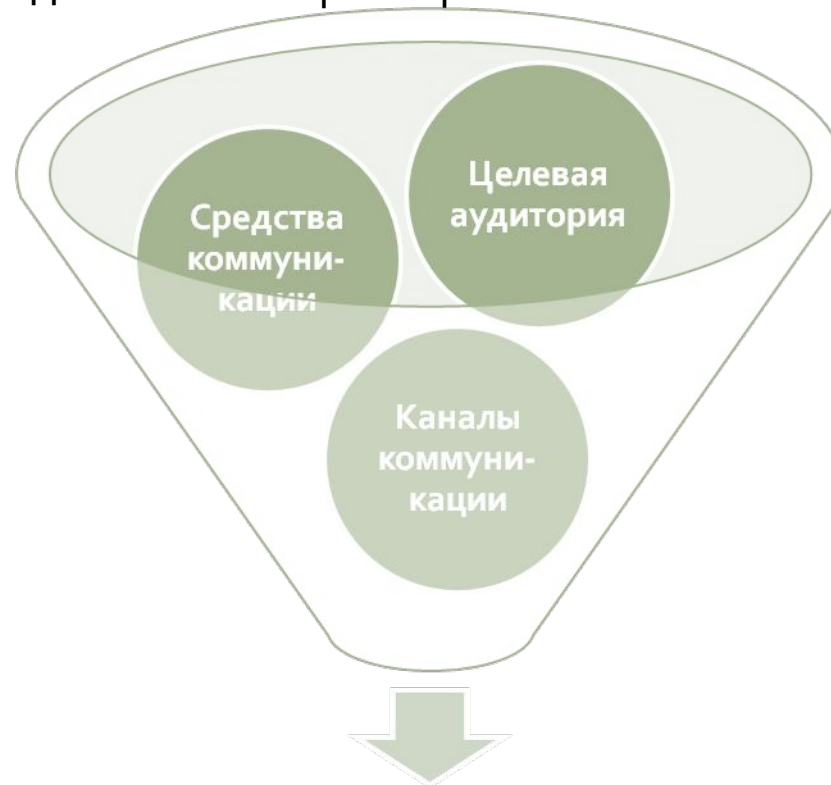 Целевая
аудитория
Средства
коммуни-
кации
Каналы
коммуни-
кации